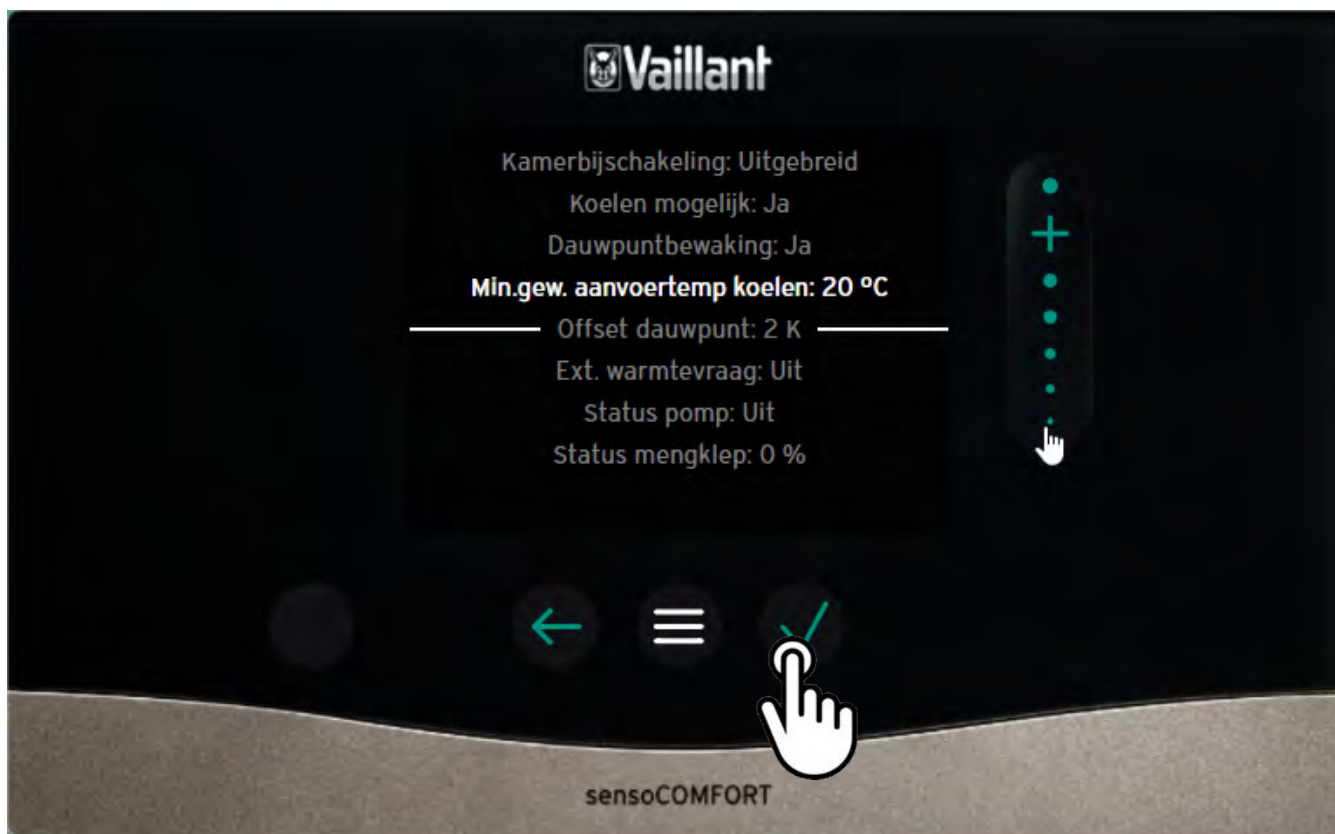 Vaillant
Kamerbijschakeling: Uitgebreid
Koelen mogelijk: Ja
Dauwpuntbewaking: Ja
Min.gew. aanvoertemp koelen: 20 °C
Offset dauwpunt: 2 K
Ext. warmtevraag: Uit
Status pomp: Uit
Status mengklep: 0 %
sensoCOMFORT